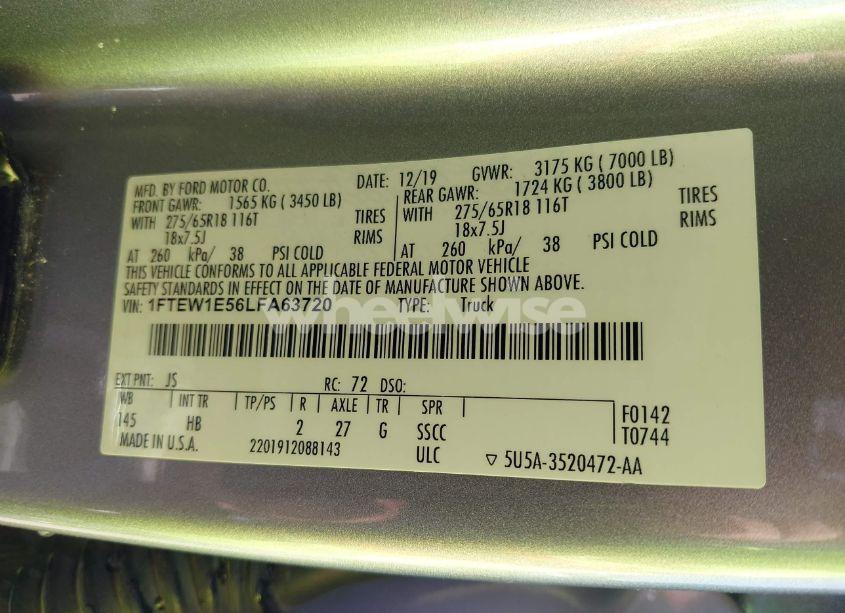 MFD. BY FORD MOTOR CO. DATE: 12/19 GVWR: 3175 KG ( 7000 LB)
FRONT GAWR: 1565 KG ( 3450 LB) REAR GAWR: 1724 KG ( 3800 LB)
WITH 275/65R18 116T TIRES WITH 275/65R18 116T TIRES
18x7.5J RIMS 18x7.5J RIMS
AT 260 kPa/ 38 PSI COLD AT 260 kPa/ 38 PSI COLD
THIS VEHICLE CONFORMS TO ALL APPLICABLE FEDERAL MOTOR VEHICLE
SAFETY STANDARDS IN EFFECT ON THE DATE OF MANUFACTURE SHOWN ABOVE.
VIN: 1FTEW1E56LFA63720 TYPE: Truck
wheelwise
EXT PNT: JS RC: 72 DSO:
WB INT TR TP/PS R AXLE TR SPR F0142
145 HB 2 27 G SSCC T0744
MADE IN U.S.A. 2201912088143 ULC ▽ 5U5A-3520472-AA